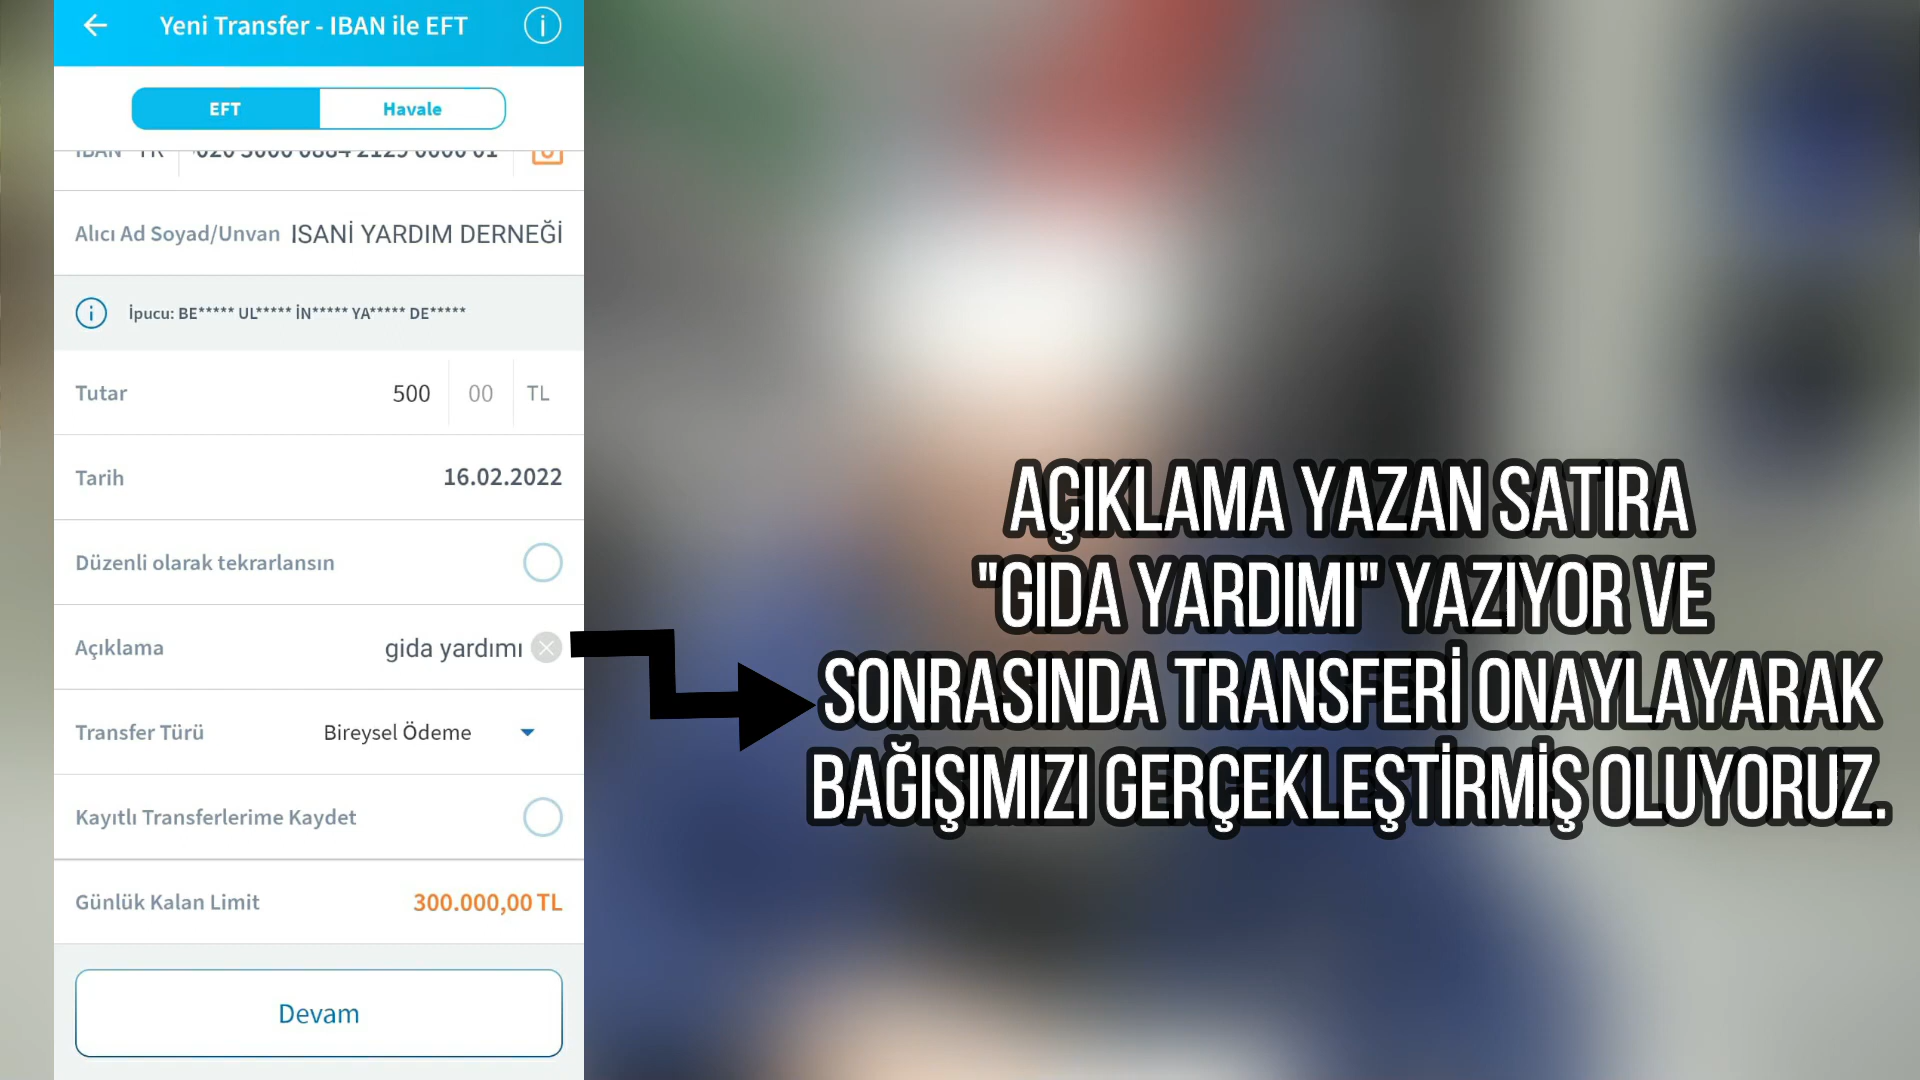 Yeni Transfer - IBAN ile EFT
EFT
Havale
IBAN TR
Alıcı Ad Soyad/Unvan ISANİ YARDIM DERNEĞİ
İpucu: BE***** UL***** İN***** YA***** DE*****
Tutar 500 00 TL
Tarih 16.02.2022
Düzenli olarak tekrarlansın
Açıklama gida yardımı
Transfer Türü Bireysel Ödeme
Kayıtlı Transferlerime Kaydet
Günlük Kalan Limit 300.000,00 TL
Devam
AÇIKLAMA YAZAN SATIRA
"GIDA YARDIMI" YAZIYOR VE
SONRASINDA TRANSFERİ ONAYLAYARAK
BAĞIŞIMIZI GERÇEKLEŞTİRMİŞ OLUYORUZ.